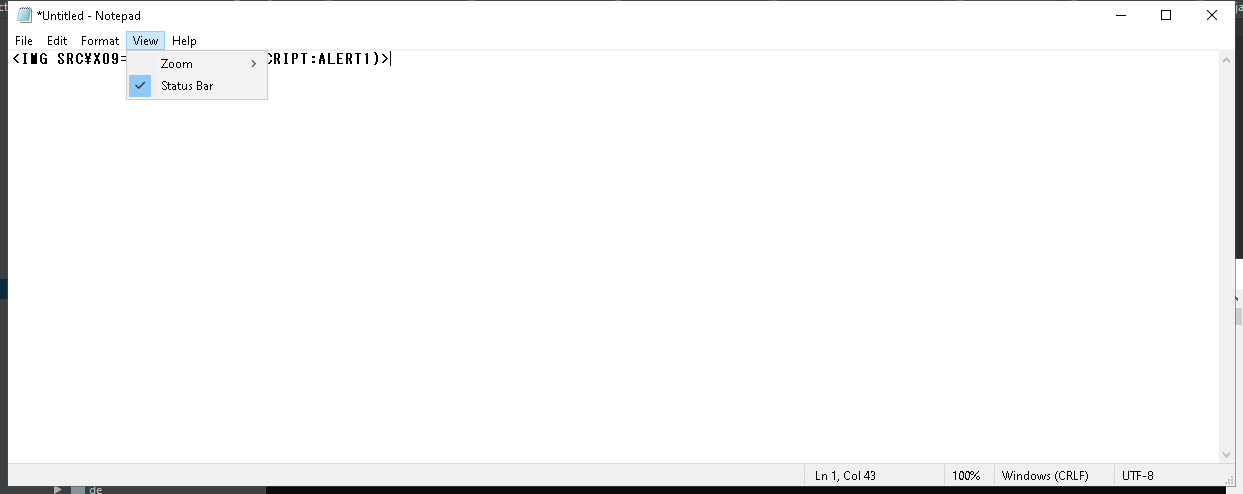 *Untitled - Notepad
File Edit Format View Help
<IMG SRC¥X09= CRIPT:ALERT1)>
Zoom
Status Bar
Ln 1, Col 43 100% Windows (CRLF) UTF-8
de